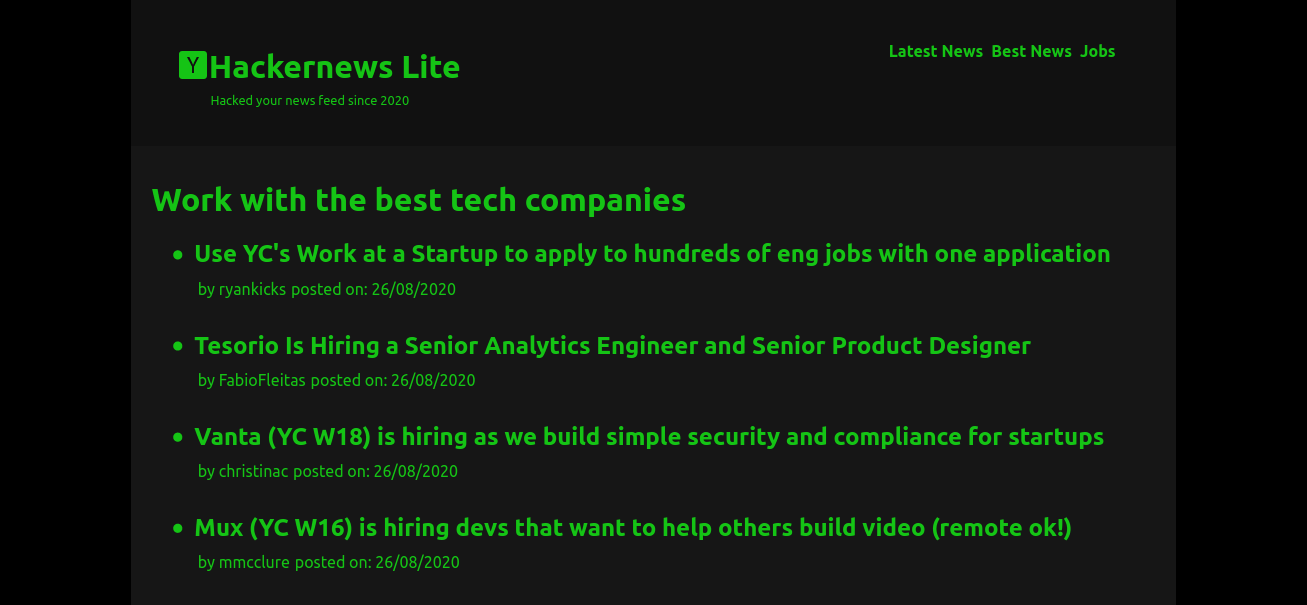 Y Hackernews Lite
Hacked your news feed since 2020
Latest News Best News Jobs
Work with the best tech companies
Use YC's Work at a Startup to apply to hundreds of eng jobs with one application
by ryankicks posted on: 26/08/2020
Tesorio Is Hiring a Senior Analytics Engineer and Senior Product Designer
by FabioFleitas posted on: 26/08/2020
Vanta (YC W18) is hiring as we build simple security and compliance for startups
by christinac posted on: 26/08/2020
Mux (YC W16) is hiring devs that want to help others build video (remote ok!)
by mmcclure posted on: 26/08/2020